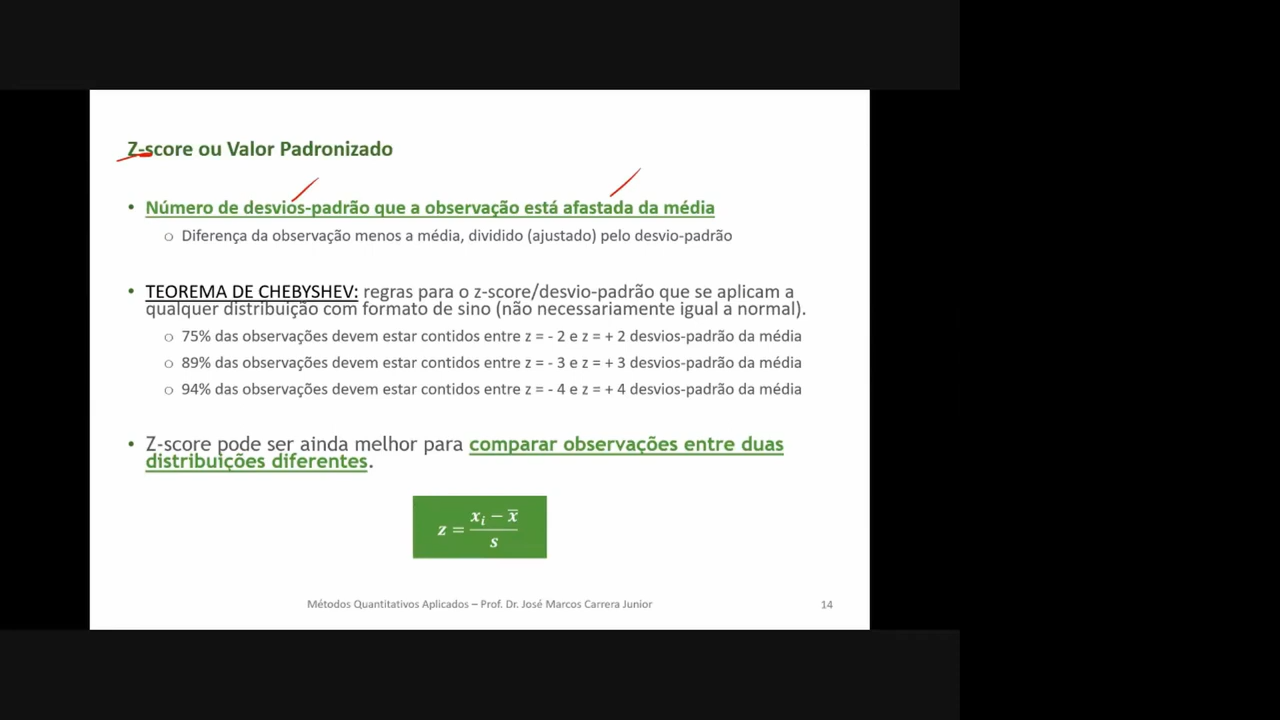 Z-score ou Valor Padronizado
• Número de desvios-padrão que a observação está afastada da média
○ Diferença da observação menos a média, dividido (ajustado) pelo desvio-padrão
• TEOREMA DE CHEBYSHEV: regras para o z-score/desvio-padrão que se aplicam a
qualquer distribuição com formato de sino (não necessariamente igual a normal).
○ 75% das observações devem estar contidos entre z = - 2 e z = + 2 desvios-padrão da média
○ 89% das observações devem estar contidos entre z = - 3 e z = + 3 desvios-padrão da média
○ 94% das observações devem estar contidos entre z = - 4 e z = + 4 desvios-padrão da média
• Z-score pode ser ainda melhor para comparar observações entre duas
distribuições diferentes.
z = (xᵢ − x̄) / s
Métodos Quantitativos Aplicados – Prof. Dr. José Marcos Carrera Junior
14